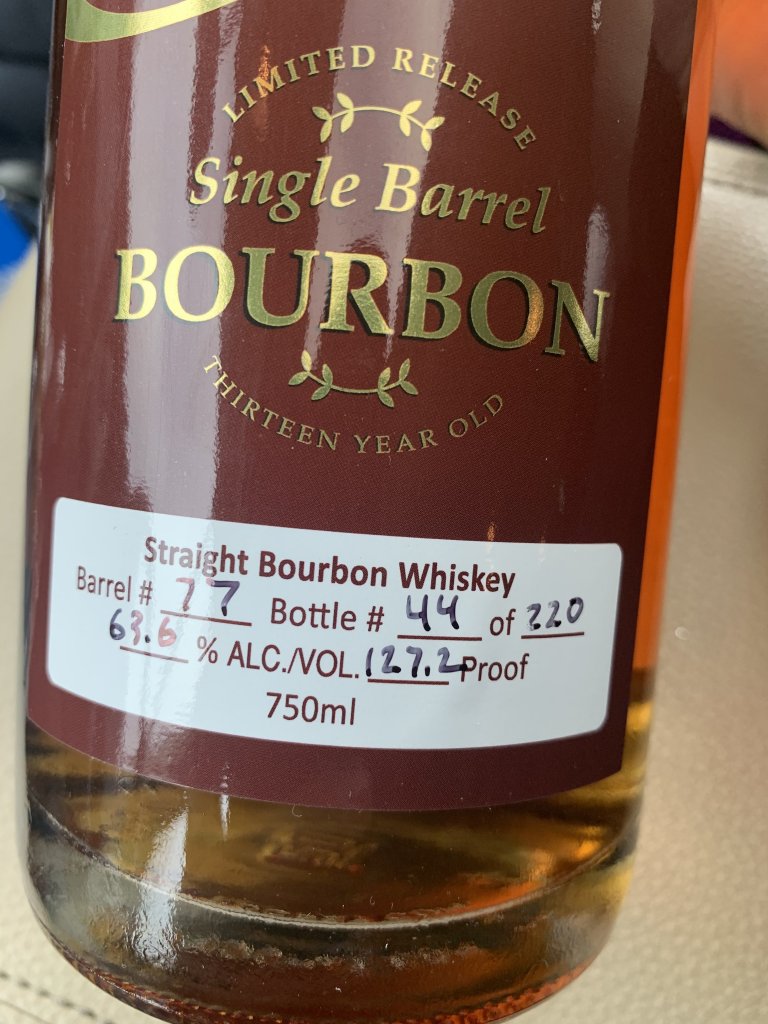 LIMITED RELEASE
Single Barrel
BOURBON
THIRTEEN YEAR OLD
Straight Bourbon Whiskey
Barrel # 77 Bottle # 44 of 220
63.6 % ALC./VOL. 127.2 Proof
750ml